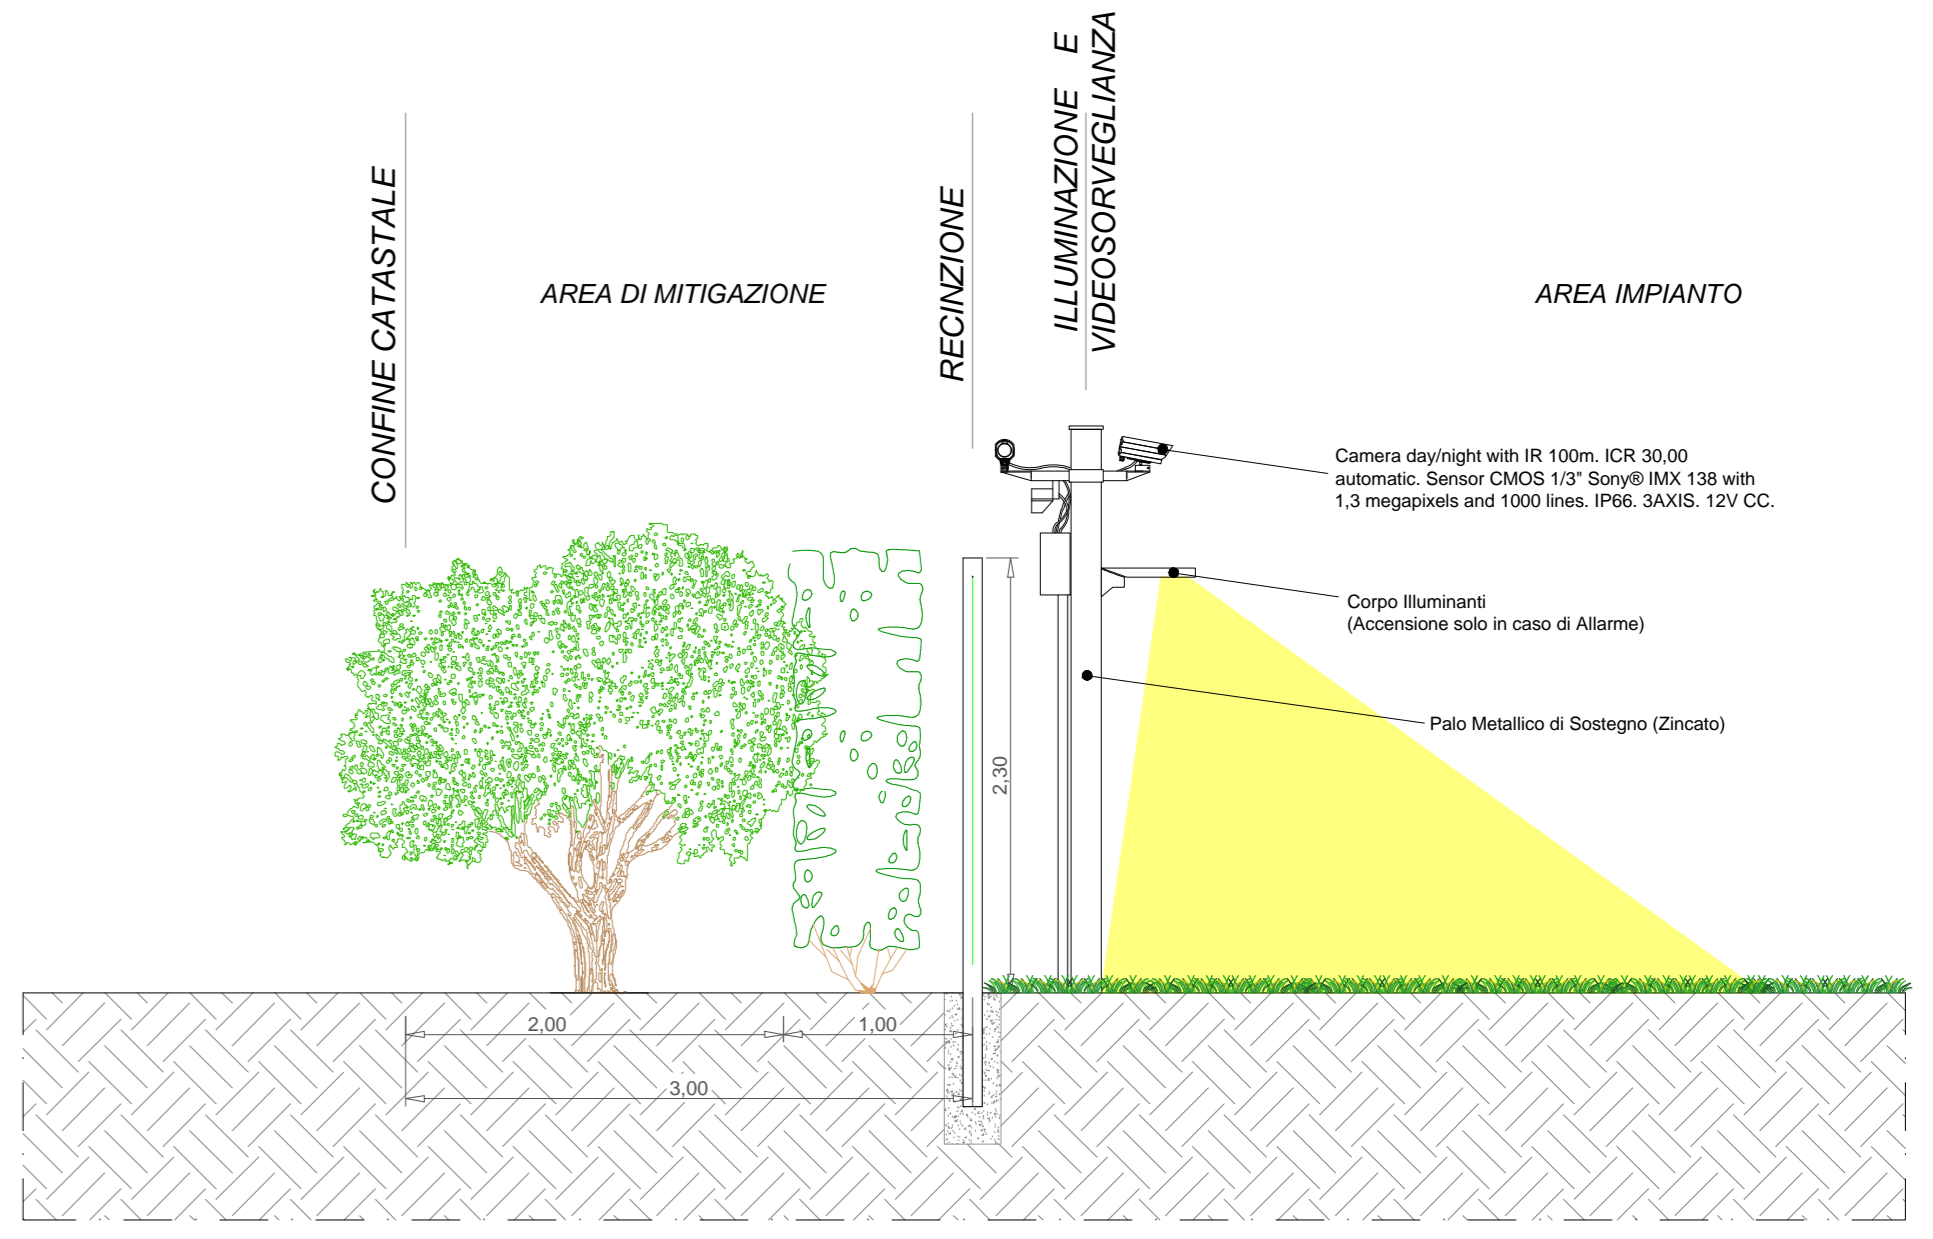 CONFINE CATASTALE
AREA DI MITIGAZIONE
RECINZIONE
ILLUMINAZIONE E
VIDEOSORVEGLIANZA
AREA IMPIANTO
Camera day/night with IR 100m. ICR 30,00
automatic. Sensor CMOS 1/3" Sony® IMX 138 with
1,3 megapixels and 1000 lines. IP66. 3AXIS. 12V CC.
Corpo Illuminanti
(Accensione solo in caso di Allarme)
Palo Metallico di Sostegno (Zincato)
2,30
2,00
1,00
3,00